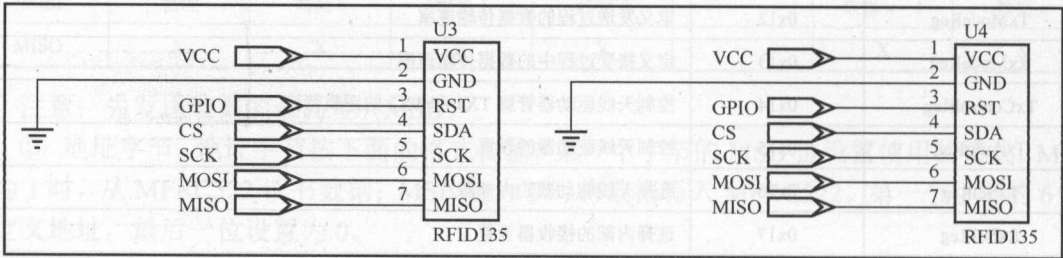 U3
VCC 1 VCC
2 GND
GPIO 3 RST
CS 4 SDA
SCK 5 SCK
MOSI 6 MOSI
MISO 7 MISO
RFID135
U4
VCC 1 VCC
2 GND
GPIO 3 RST
CS 4 SDA
SCK 5 SCK
MOSI 6 MOSI
MISO 7 MISO
RFID135